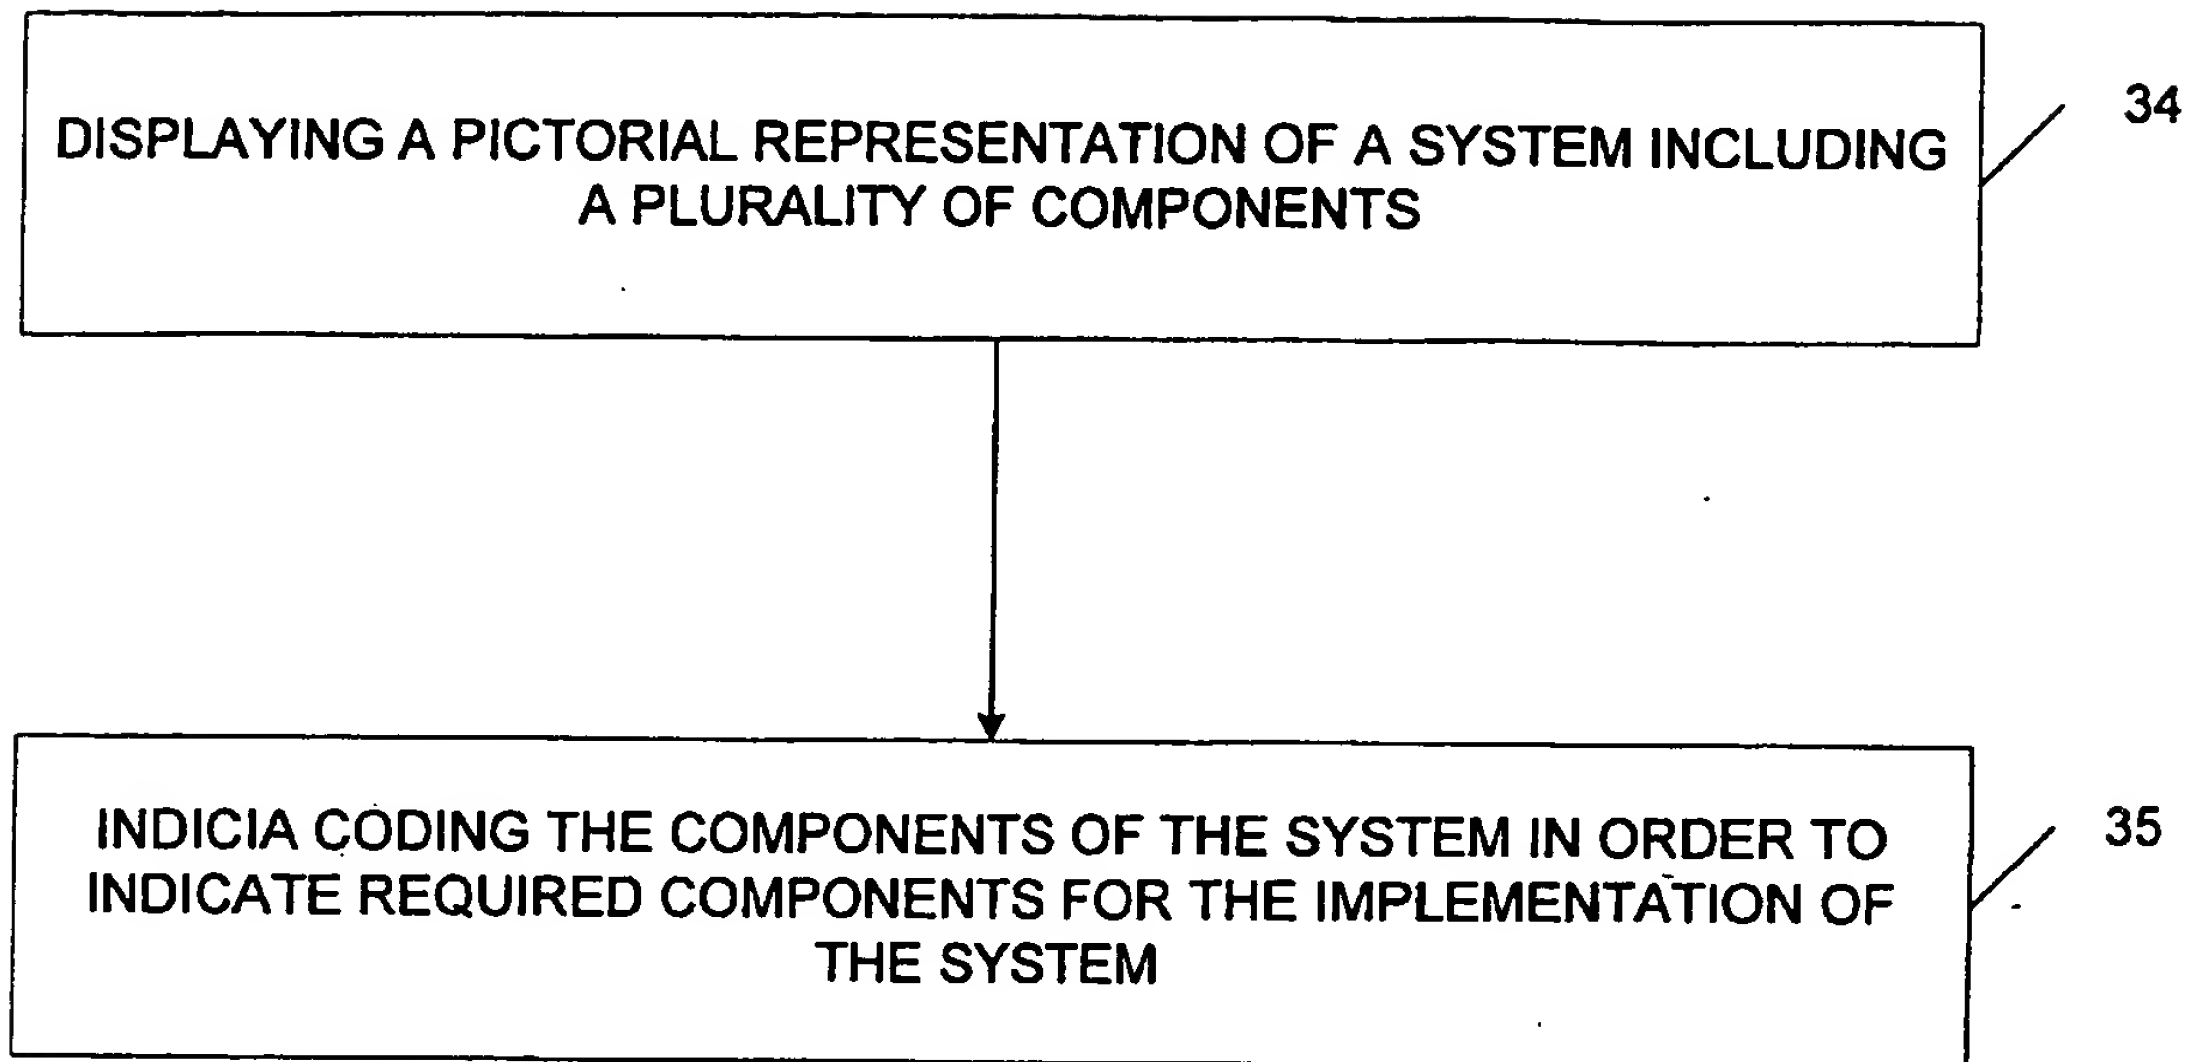 34
DISPLAYING A PICTORIAL REPRESENTATION OF A SYSTEM INCLUDING
A PLURALITY OF COMPONENTS
35
INDICIA CODING THE COMPONENTS OF THE SYSTEM IN ORDER TO
INDICATE REQUIRED COMPONENTS FOR THE IMPLEMENTATION OF
THE SYSTEM